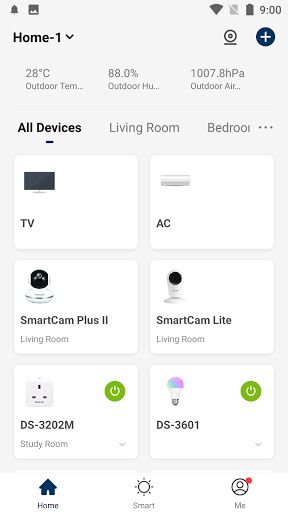 9:00
Home-1
28°C 88.0% 1007.8hPa
Outdoor Tem... Outdoor Hu... Outdoor Air...
All Devices Living Room Bedroor
TV AC
SmartCam Plus II SmartCam Lite
Living Room Living Room
DS-3202M DS-3601
Study Room
Home Smart Me